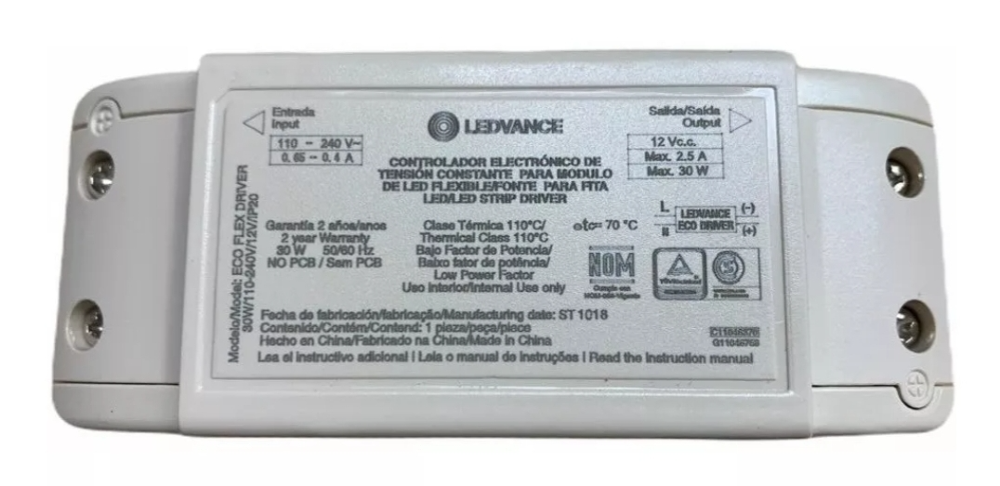 Entrada
Input
110 - 240 V~
0,65 - 0,4 A
LEDVANCE
Salida/Saída
Output
12 Vc.c.
Max. 2.5 A
Max. 30 W
CONTROLADOR ELECTRÓNICO DE
TENSIÓN CONSTANTE PARA MODULO
DE LED FLEXIBLE/FONTE PARA FITA
LED/LED STRIP DRIVER
Modelo/Model: ECO FLEX DRIVER
30W/110-240V/12V/IP20
Garantía 2 años/anos
2 year Warranty
30 W 50/60 Hz
NO PCB / Sem PCB
Clase Térmica 110°C/
Thermical Class 110°C
Bajo Factor de Potencia/
Baixo fator de potência/
Low Power Factor
Uso interior/Internal Use only
tc= 70 °C
L
LEDVANCE
ECO DRIVER
(-)
(+)
NOM
Fecha de fabricación/fabricação/Manufacturing date: ST 1018
Contenido/Contém/Contend: 1 pieza/peça/piece
Hecho en China/Fabricado na China/Made in China
Lea el instructivo adicional | Leia o manual de instruções | Read the instruction manual
C11046376